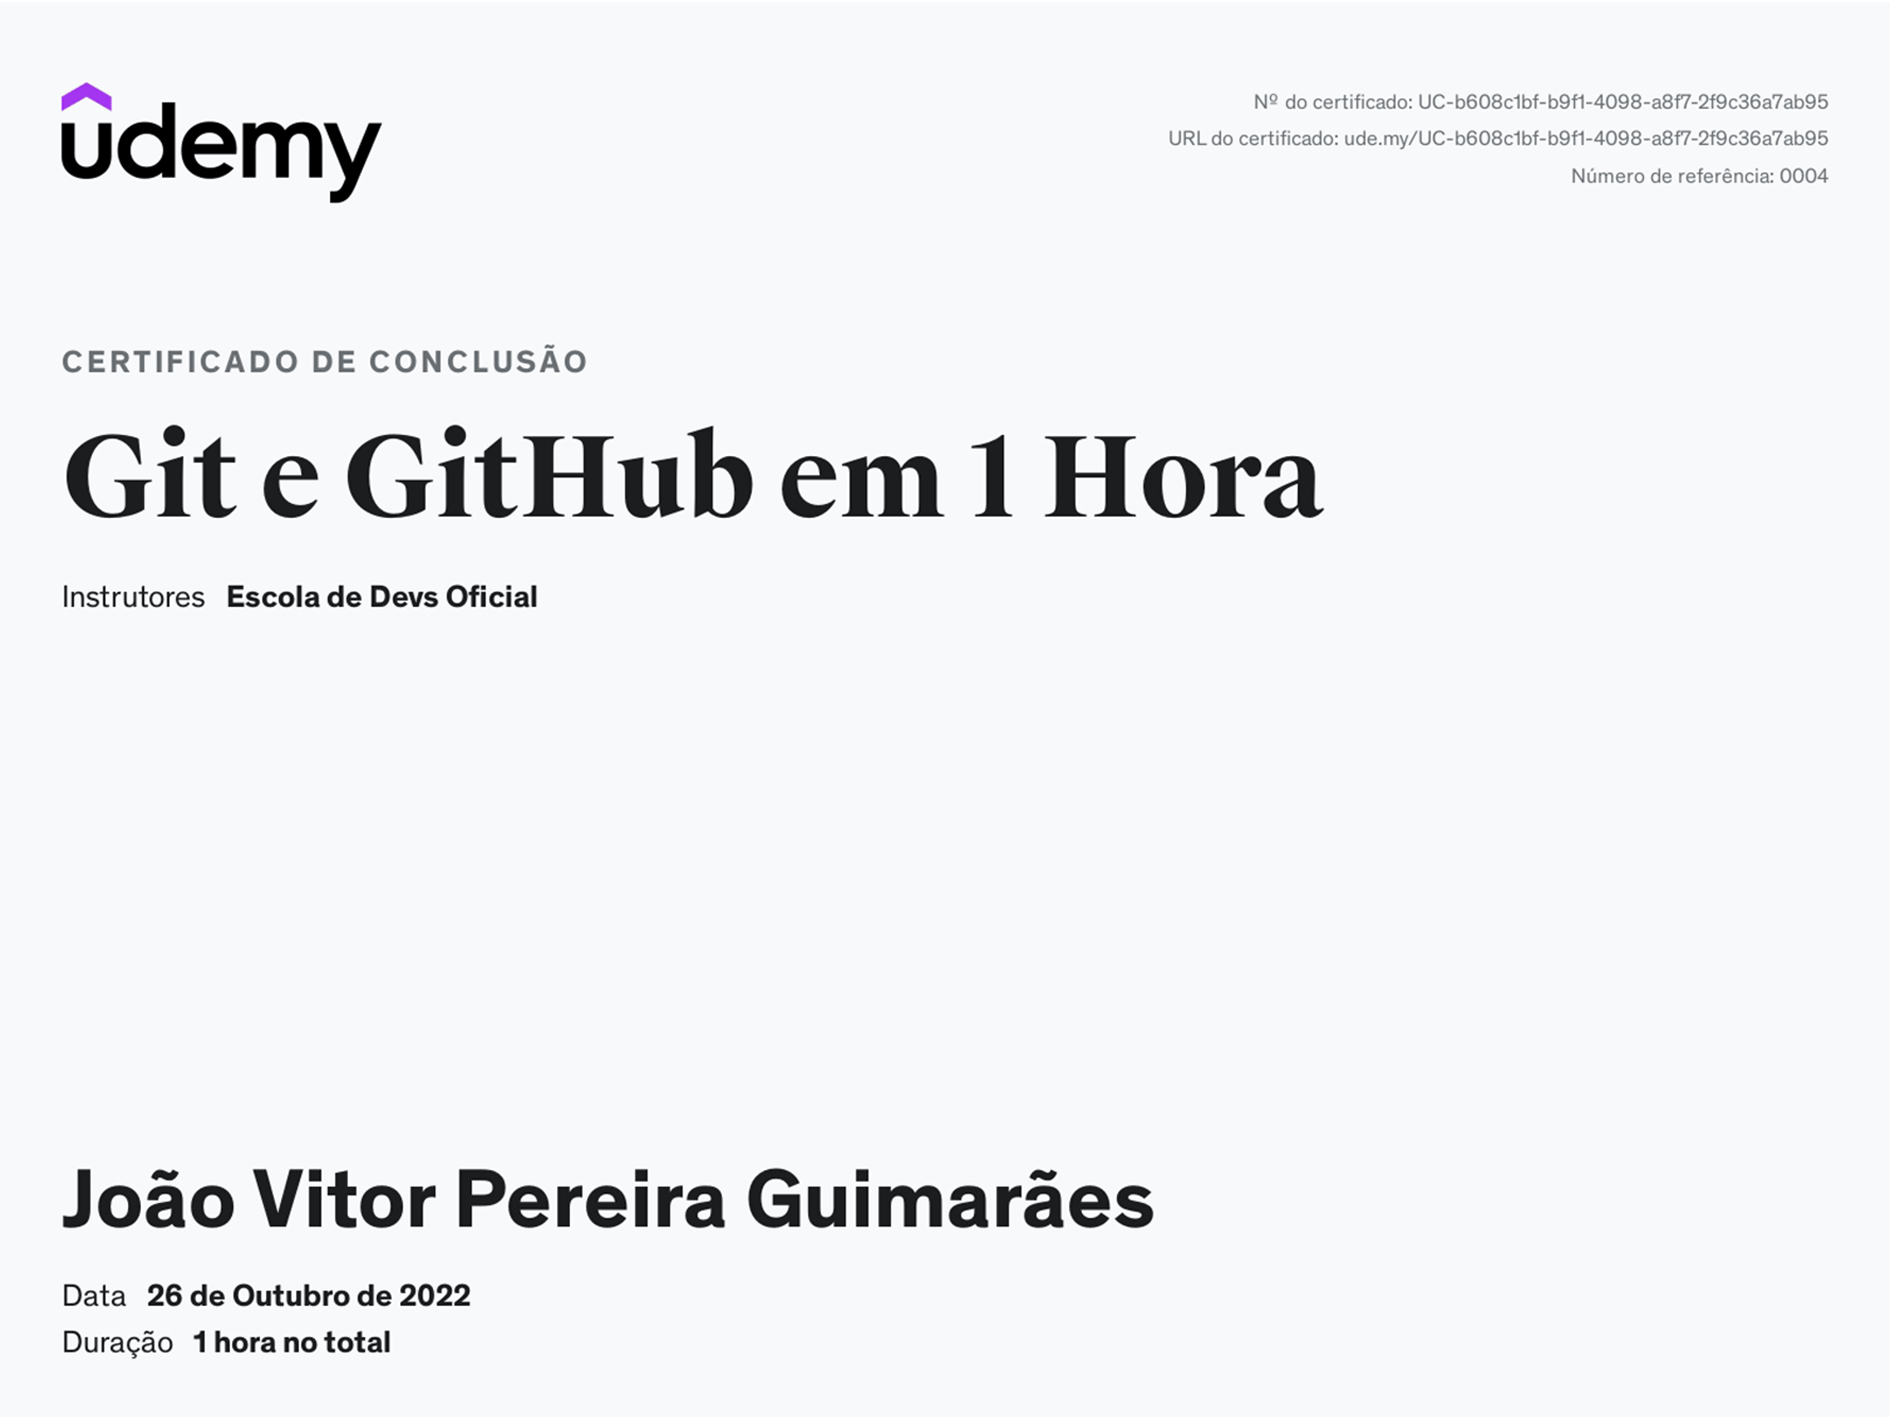 udemy
Nº do certificado: UC-b608c1bf-b9f1-4098-a8f7-2f9c36a7ab95
URL do certificado: ude.my/UC-b608c1bf-b9f1-4098-a8f7-2f9c36a7ab95
Número de referência: 0004
CERTIFICADO DE CONCLUSÃO
Git e GitHub em 1 Hora
Instrutores Escola de Devs Oficial
João Vitor Pereira Guimarães
Data 26 de Outubro de 2022
Duração 1 hora no total